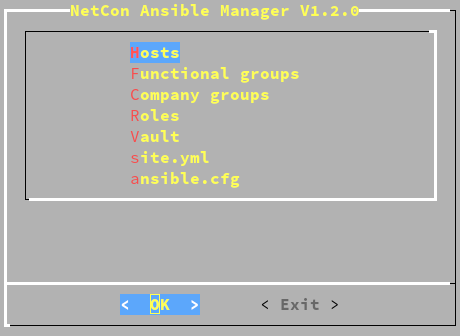 NetCon Ansible Manager V1.2.0
Hosts
Functional groups
Company groups
Roles
Vault
site.yml
ansible.cfg
< OK > < Exit >